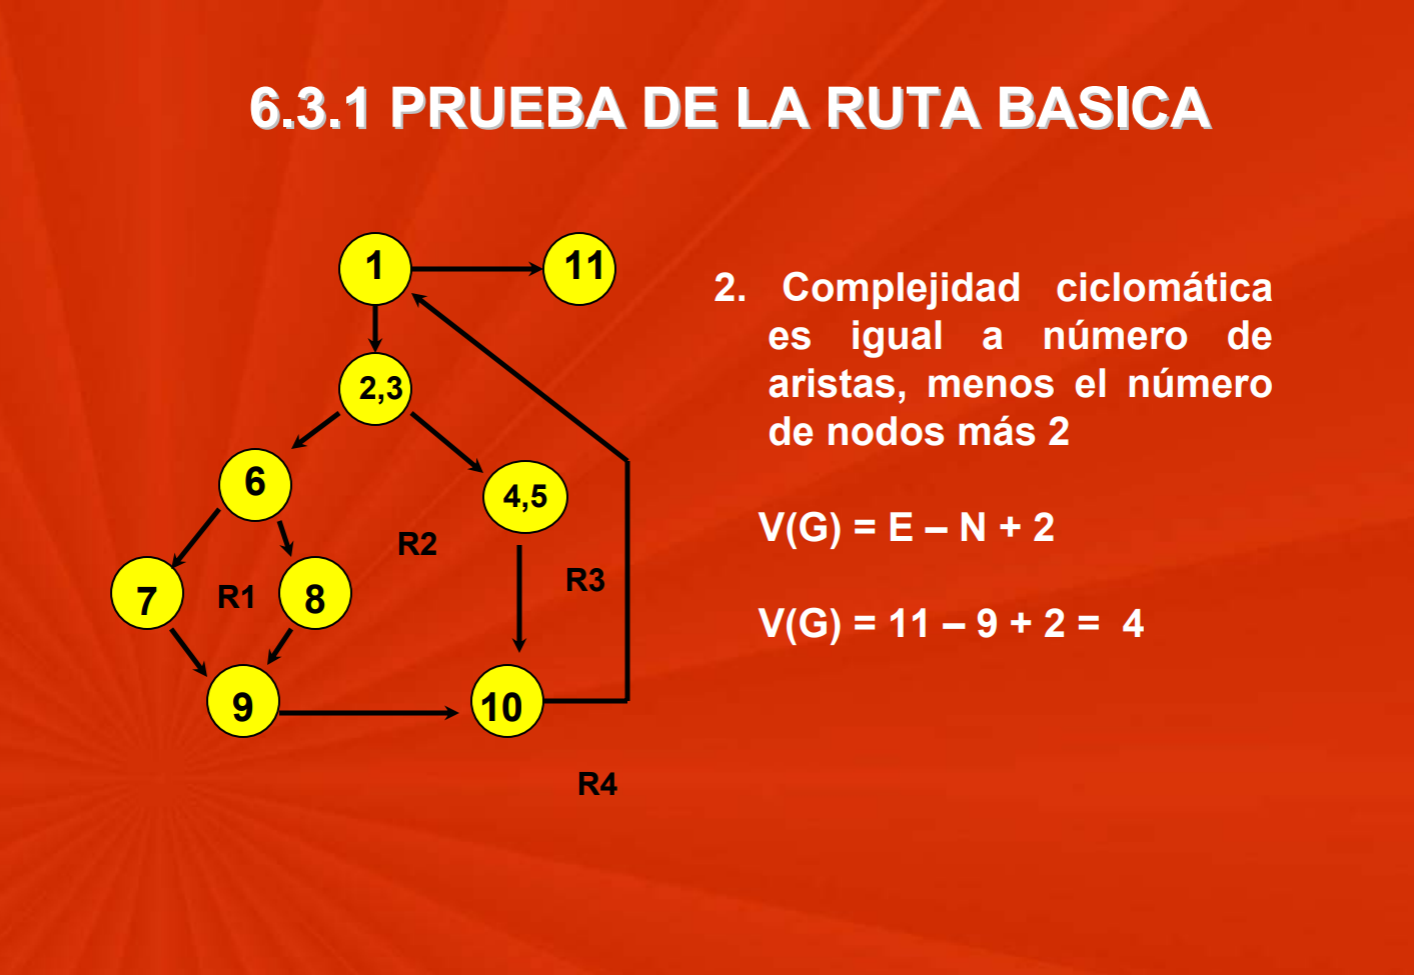 6.3.1 PRUEBA DE LA RUTA BASICA
1
11
2,3
6
4,5
R2
R3
7
R1
8
9
10
R4
2. Complejidad ciclomática
es igual a número de
aristas, menos el número
de nodos más 2
V(G) = E – N + 2
V(G) = 11 – 9 + 2 = 4